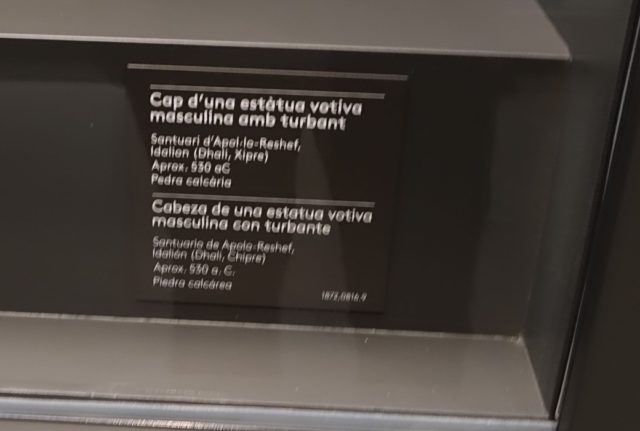 Cap d'una estàtua votiva
masculina amb turbant
Santuari d'Apol·lo-Reshef,
Idalion (Dhali, Xipre)
Aprox. 530 aC
Pedra calcària
Cabeza de una estatua votiva
masculina con turbante
Santuario de Apolo-Reshef,
Idalión (Dhali, Chipre)
Aprox. 530 a. C.
Piedra calcárea
1872,0816.9